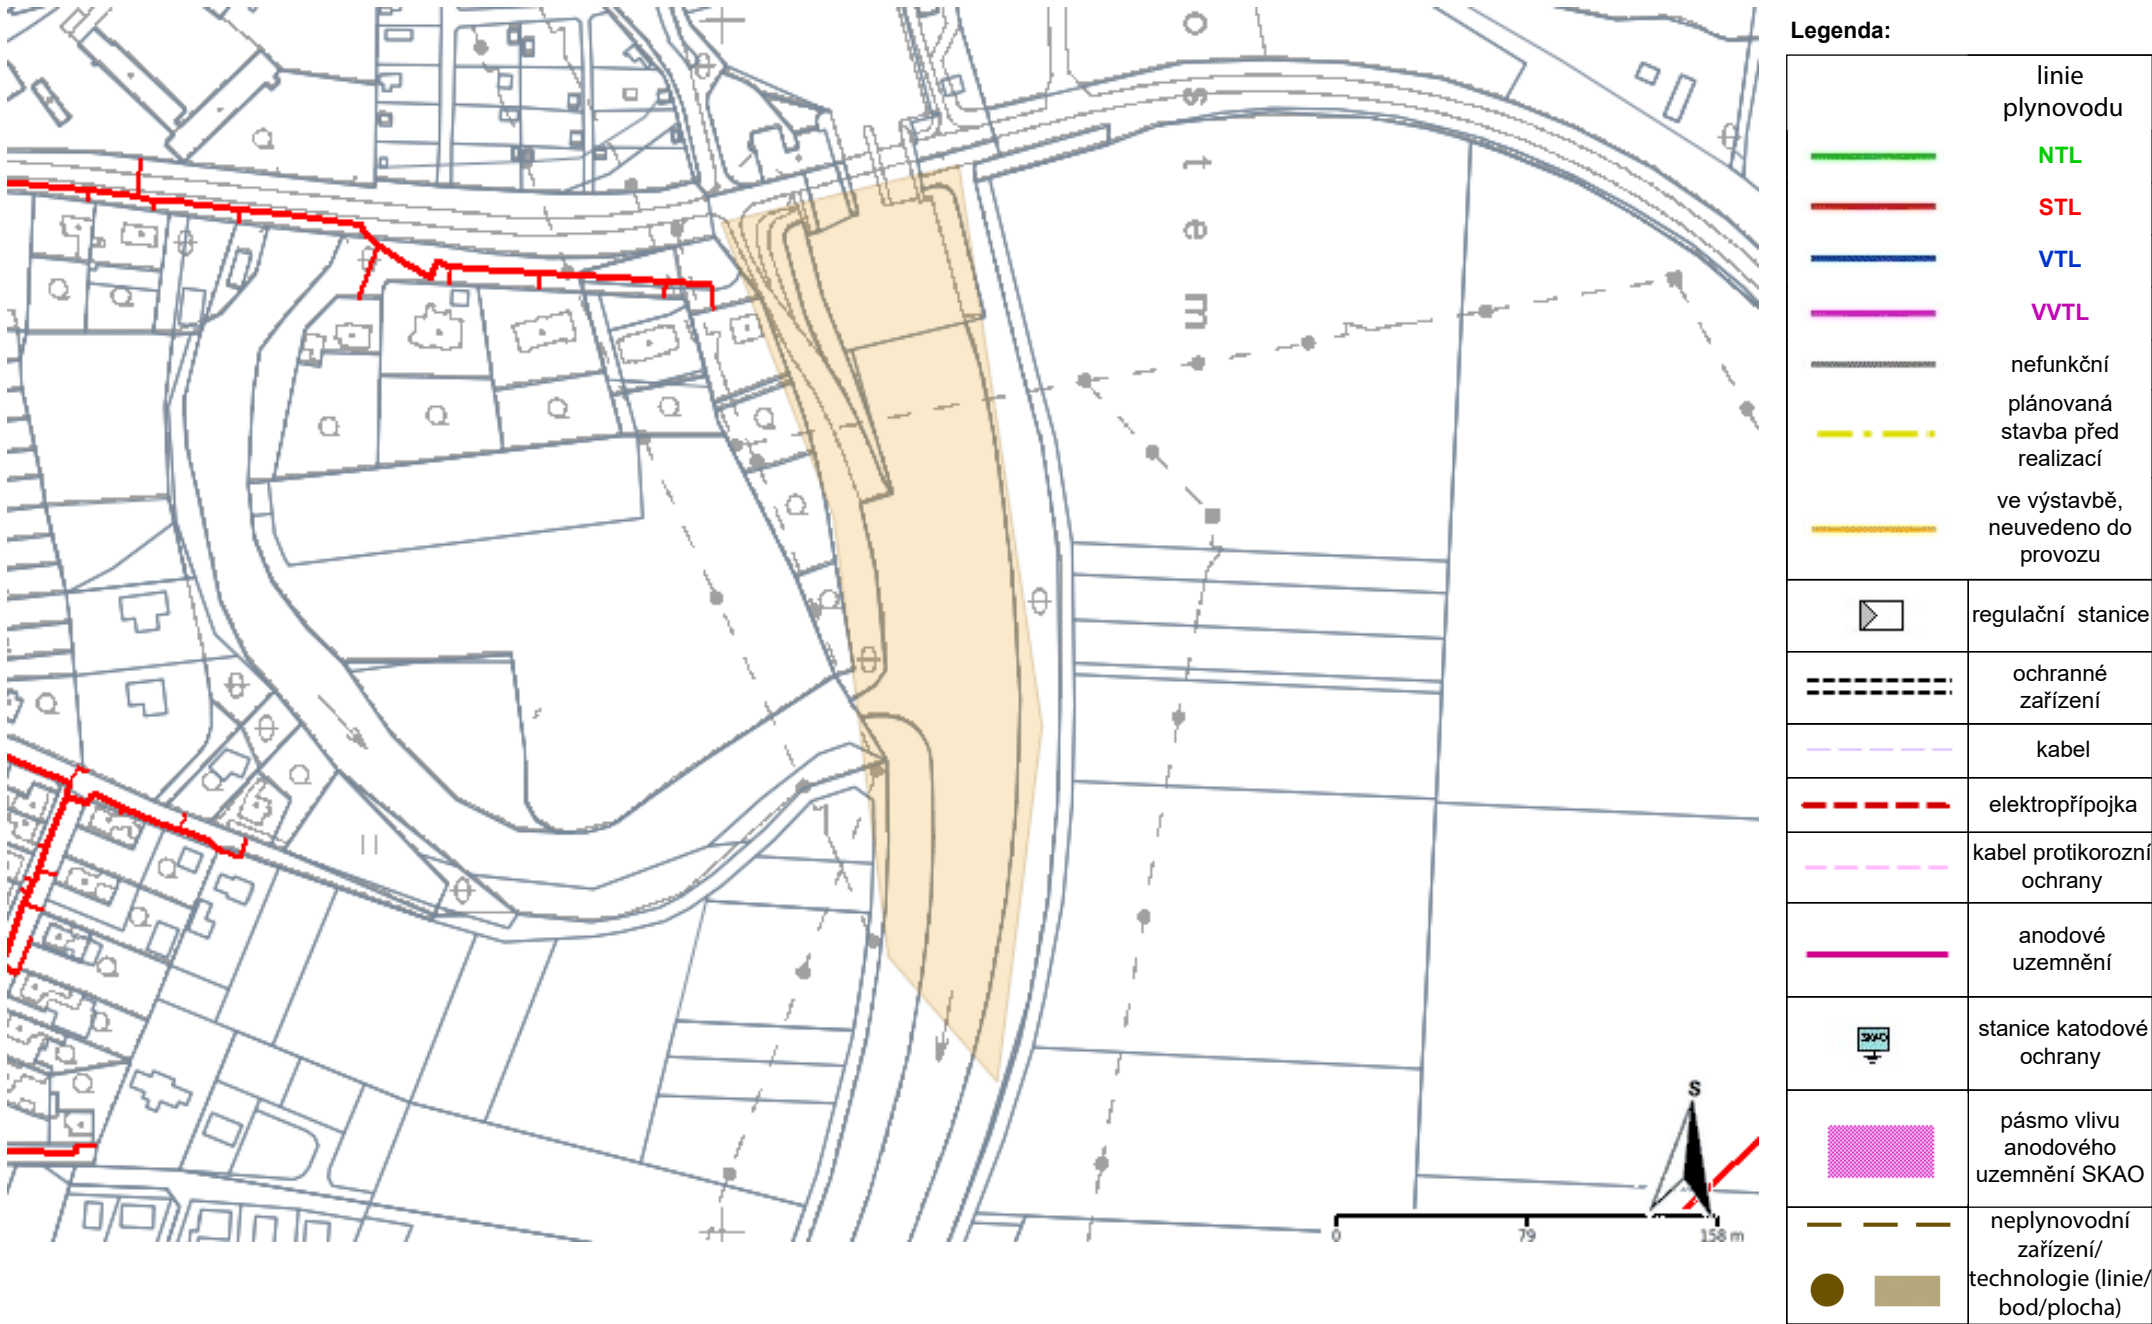 o
s
t
e
m
S
0
79
158 m
Legenda:
linie
plynovodu
NTL
STL
VTL
VVTL
nefunkční
plánovaná
stavba před
realizací
ve výstavbě,
neuvedeno do
provozu
regulační stanice
ochranné
zařízení
kabel
elektropřípojka
kabel protikorozní
ochrany
anodové
uzemnění
SKAO
stanice katodové
ochrany
pásmo vlivu
anodového
uzemnění SKAO
neplynovodní
zařízení/
technologie (linie/
bod/plocha)